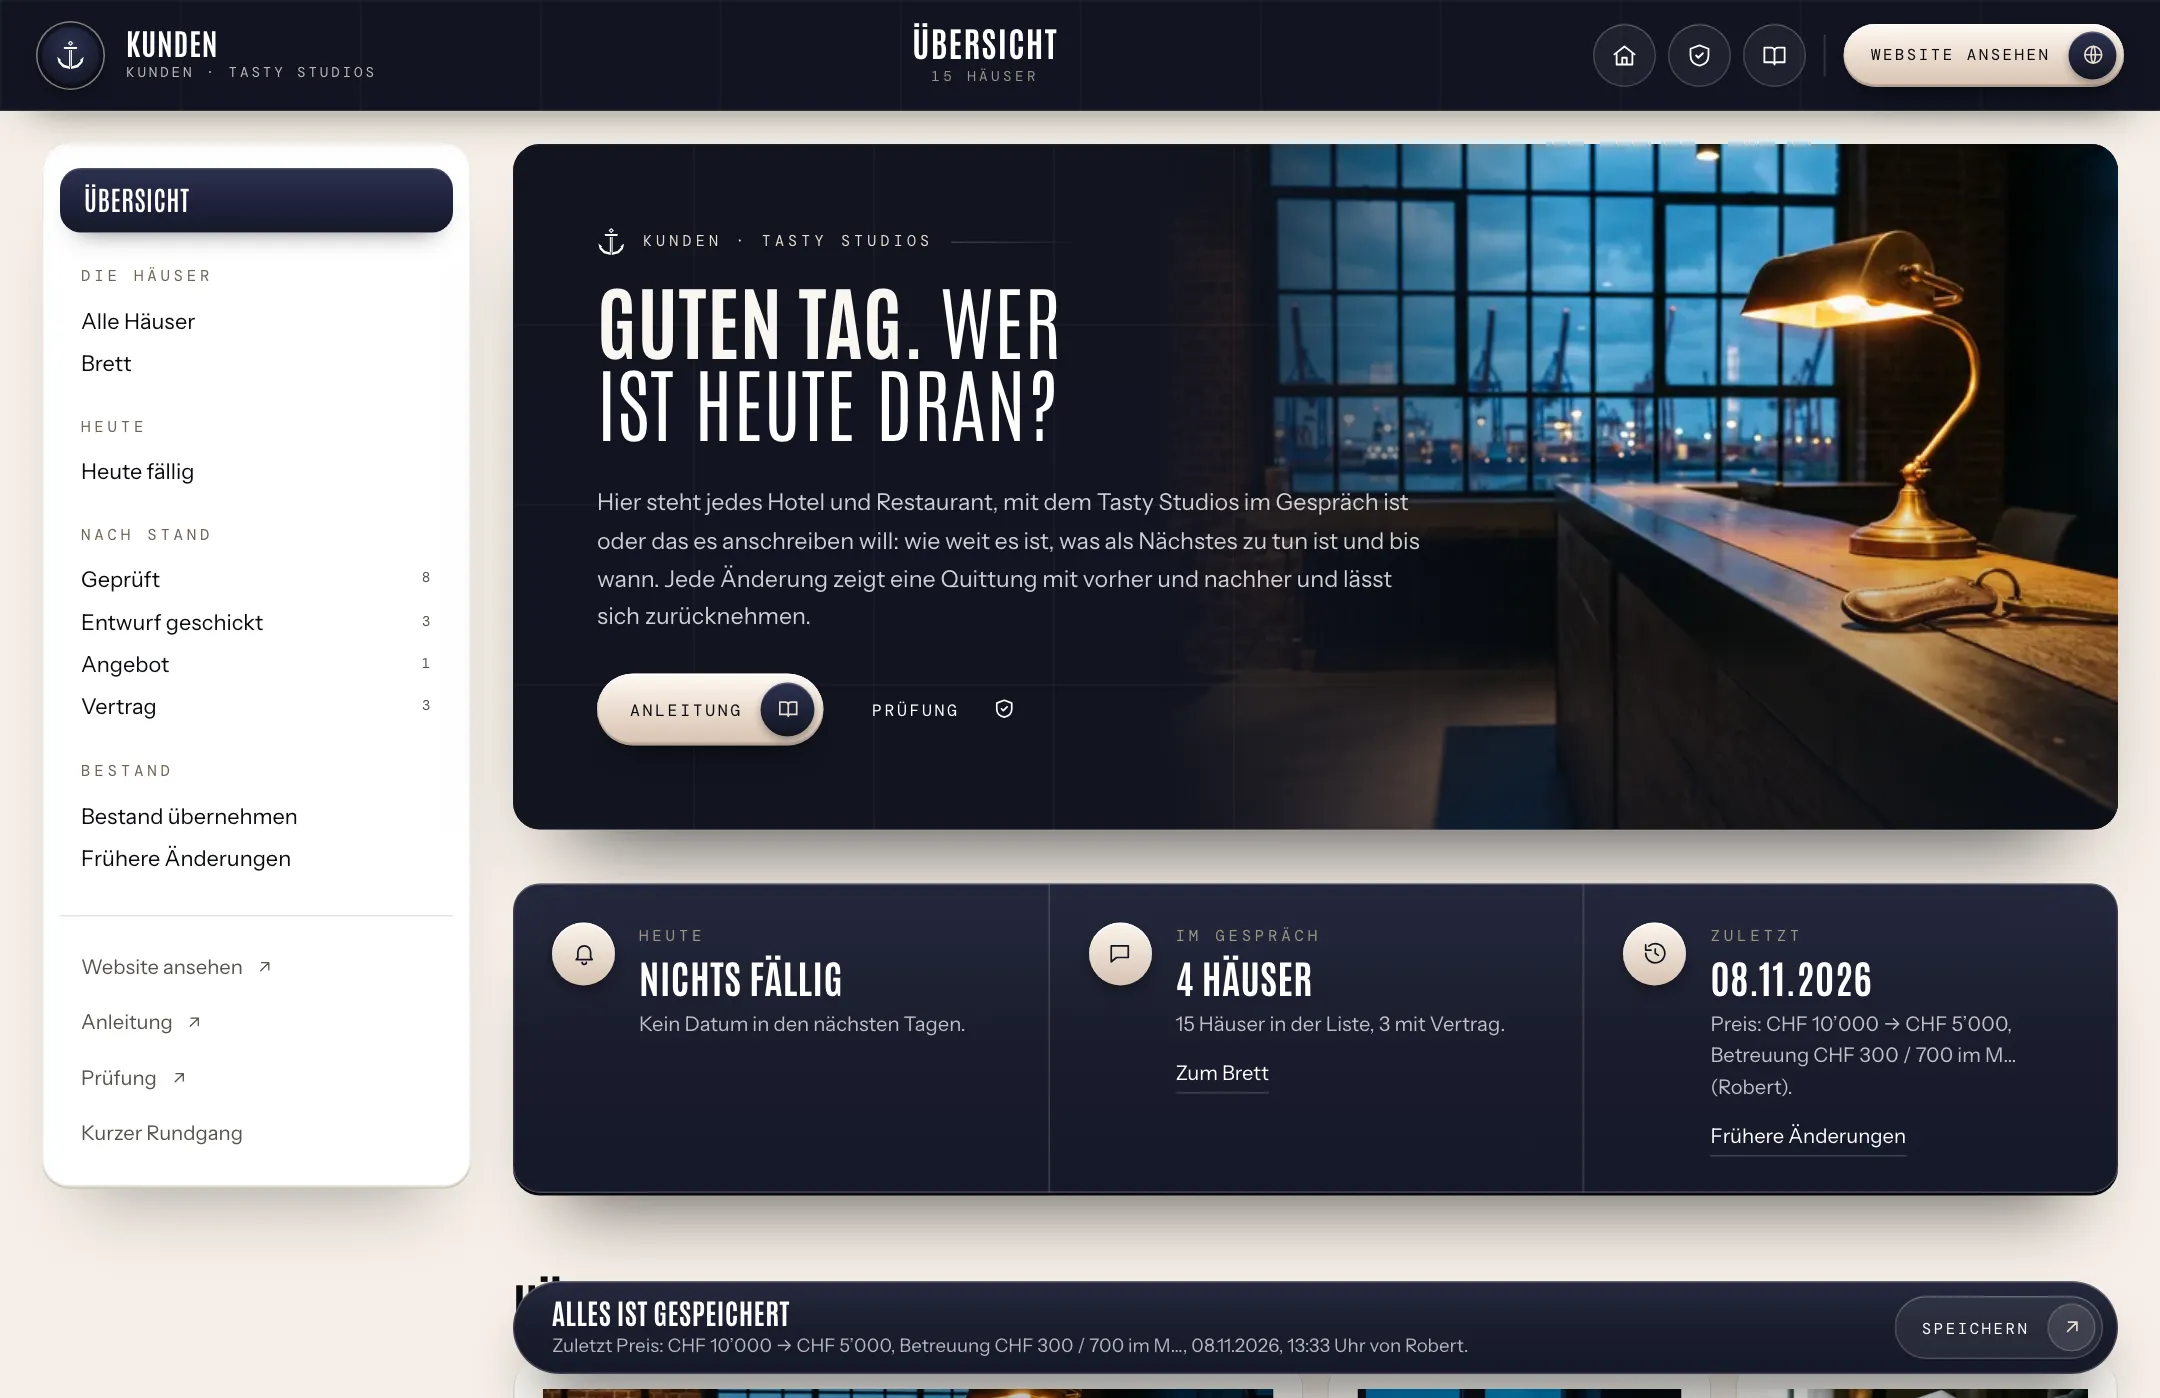 KUNDEN
KUNDEN · TASTY STUDIOS
ÜBERSICHT
15 HÄUSER
WEBSITE ANSEHEN
ÜBERSICHT
DIE HÄUSER
Alle Häuser
Brett
HEUTE
Heute fällig
NACH STAND
Geprüft 8
Entwurf geschickt 3
Angebot 1
Vertrag 3
BESTAND
Bestand übernehmen
Frühere Änderungen
Website ansehen
Anleitung
Prüfung
Kurzer Rundgang
KUNDEN · TASTY STUDIOS
GUTEN TAG. WER
IST HEUTE DRAN?
Hier steht jedes Hotel und Restaurant, mit dem Tasty Studios im Gespräch ist
oder das es anschreiben will: wie weit es ist, was als Nächstes zu tun ist und bis
wann. Jede Änderung zeigt eine Quittung mit vorher und nachher und lässt
sich zurücknehmen.
ANLEITUNG
PRÜFUNG
HEUTE
NICHTS FÄLLIG
Kein Datum in den nächsten Tagen.
IM GESPRÄCH
4 HÄUSER
15 Häuser in der Liste, 3 mit Vertrag.
Zum Brett
ZULETZT
08.11.2026
Preis: CHF 10’000 → CHF 5’000,
Betreuung CHF 300 / 700 im M…
(Robert).
Frühere Änderungen
ALLES IST GESPEICHERT
Zuletzt Preis: CHF 10’000 → CHF 5’000, Betreuung CHF 300 / 700 im M…, 08.11.2026, 13:33 Uhr von Robert.
SPEICHERN